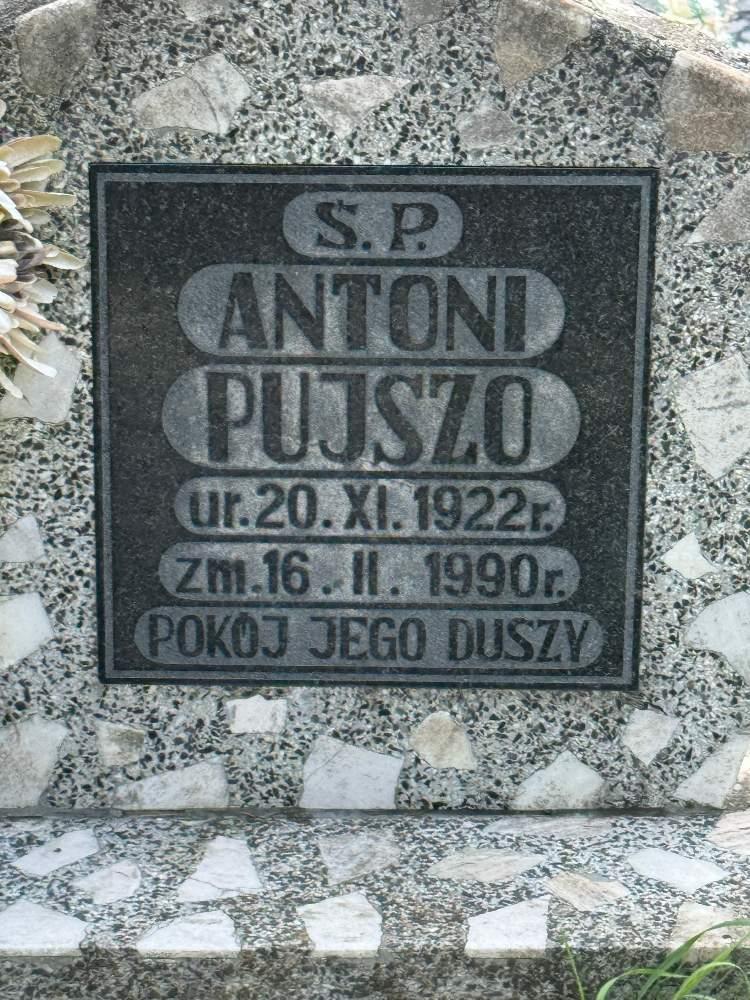 Ś.P.
ANTONI
PUJSZO
ur. 20. XI. 1922r.
zm. 16. II. 1990r.
POKÓJ JEGO DUSZY